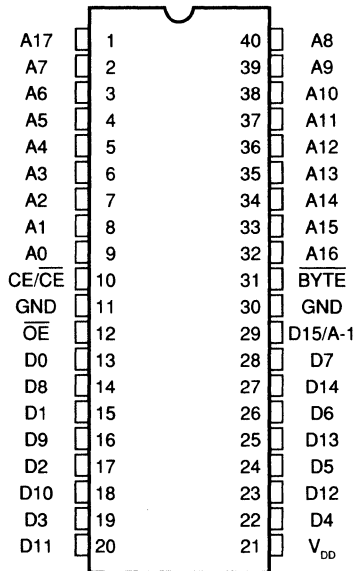 A17 1 40 A8
A7 2 39 A9
A6 3 38 A10
A5 4 37 A11
A4 5 36 A12
A3 6 35 A13
A2 7 34 A14
A1 8 33 A15
A0 9 32 A16
CE/C̅E̅ 10 31 B̅Y̅T̅E̅
GND 11 30 GND
O̅E̅ 12 29 D15/A-1
D0 13 28 D7
D8 14 27 D14
D1 15 26 D6
D9 16 25 D13
D2 17 24 D5
D10 18 23 D12
D3 19 22 D4
D11 20 21 V_DD